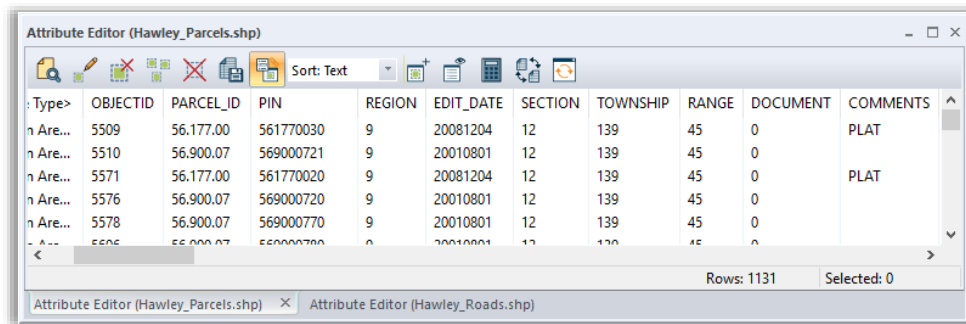 Attribute Editor (Hawley_Parcels.shp)
Sort: Text
: Type> OBJECTID PARCEL_ID PIN REGION EDIT_DATE SECTION TOWNSHIP RANGE DOCUMENT COMMENTS
n Are... 5509 56.177.00 561770030 9 20081204 12 139 45 0 PLAT
n Are... 5510 56.900.07 569000721 9 20010801 12 139 45 0
n Are... 5571 56.177.00 561770020 9 20081204 12 139 45 0 PLAT
n Are... 5576 56.900.07 569000720 9 20010801 12 139 45 0
n Are... 5578 56.900.07 569000770 9 20010801 12 139 45 0
Rows: 1131 Selected: 0
Attribute Editor (Hawley_Parcels.shp) Attribute Editor (Hawley_Roads.shp)